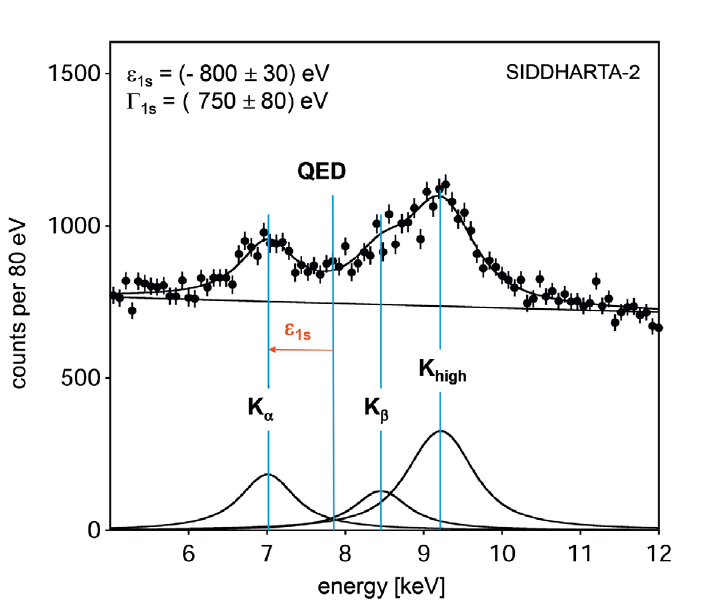 1500
ε1s = (- 800 ± 30) eV
SIDDHARTA-2
Γ1s = ( 750 ± 80) eV
QED
1000
counts per 80 eV
ε1s
500
Khigh
Kα
Kβ
0
6 7 8 9 10 11 12
energy [keV]